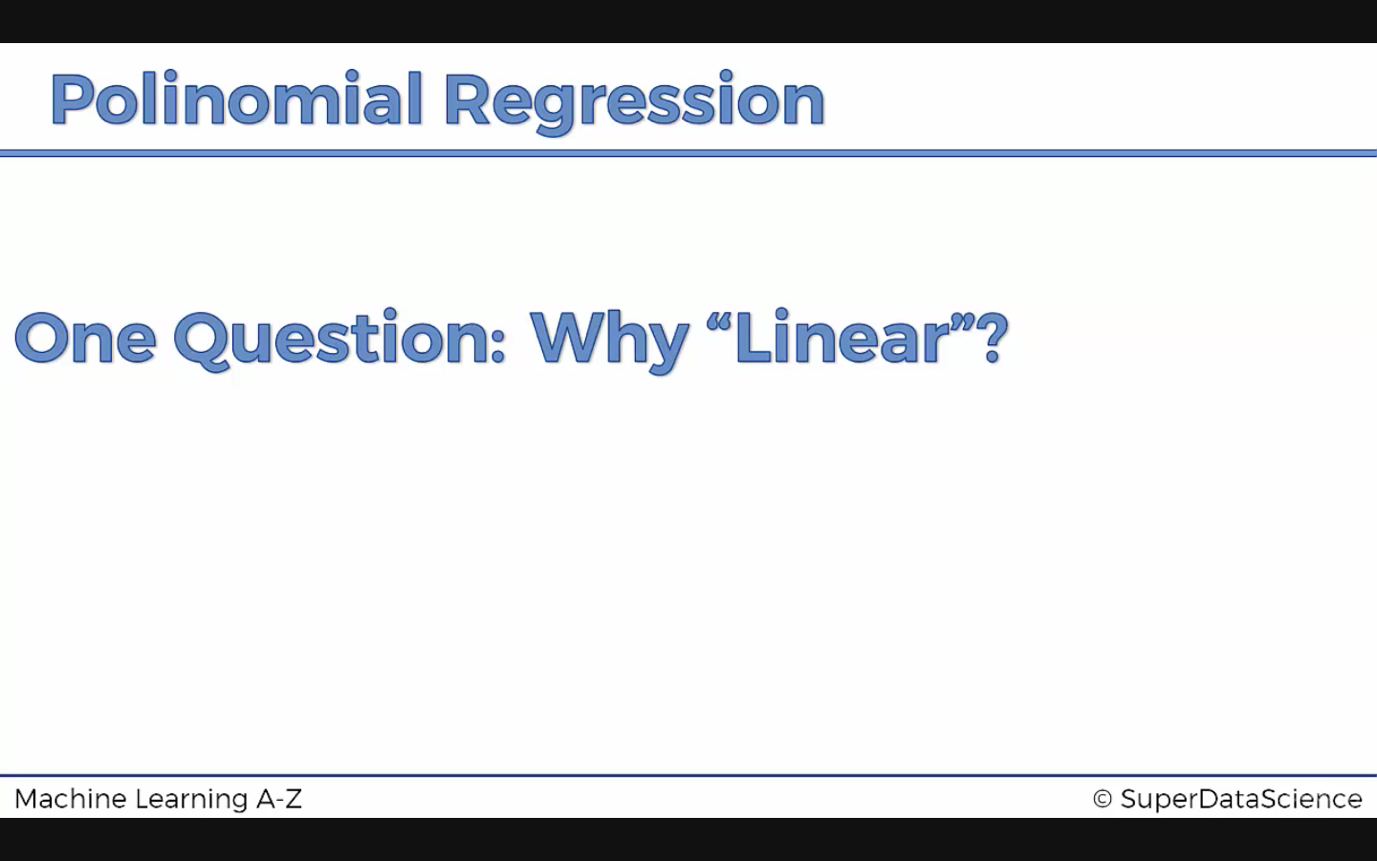 Polinomial Regression
One Question: Why “Linear”?
Machine Learning A-Z
© SuperDataScience